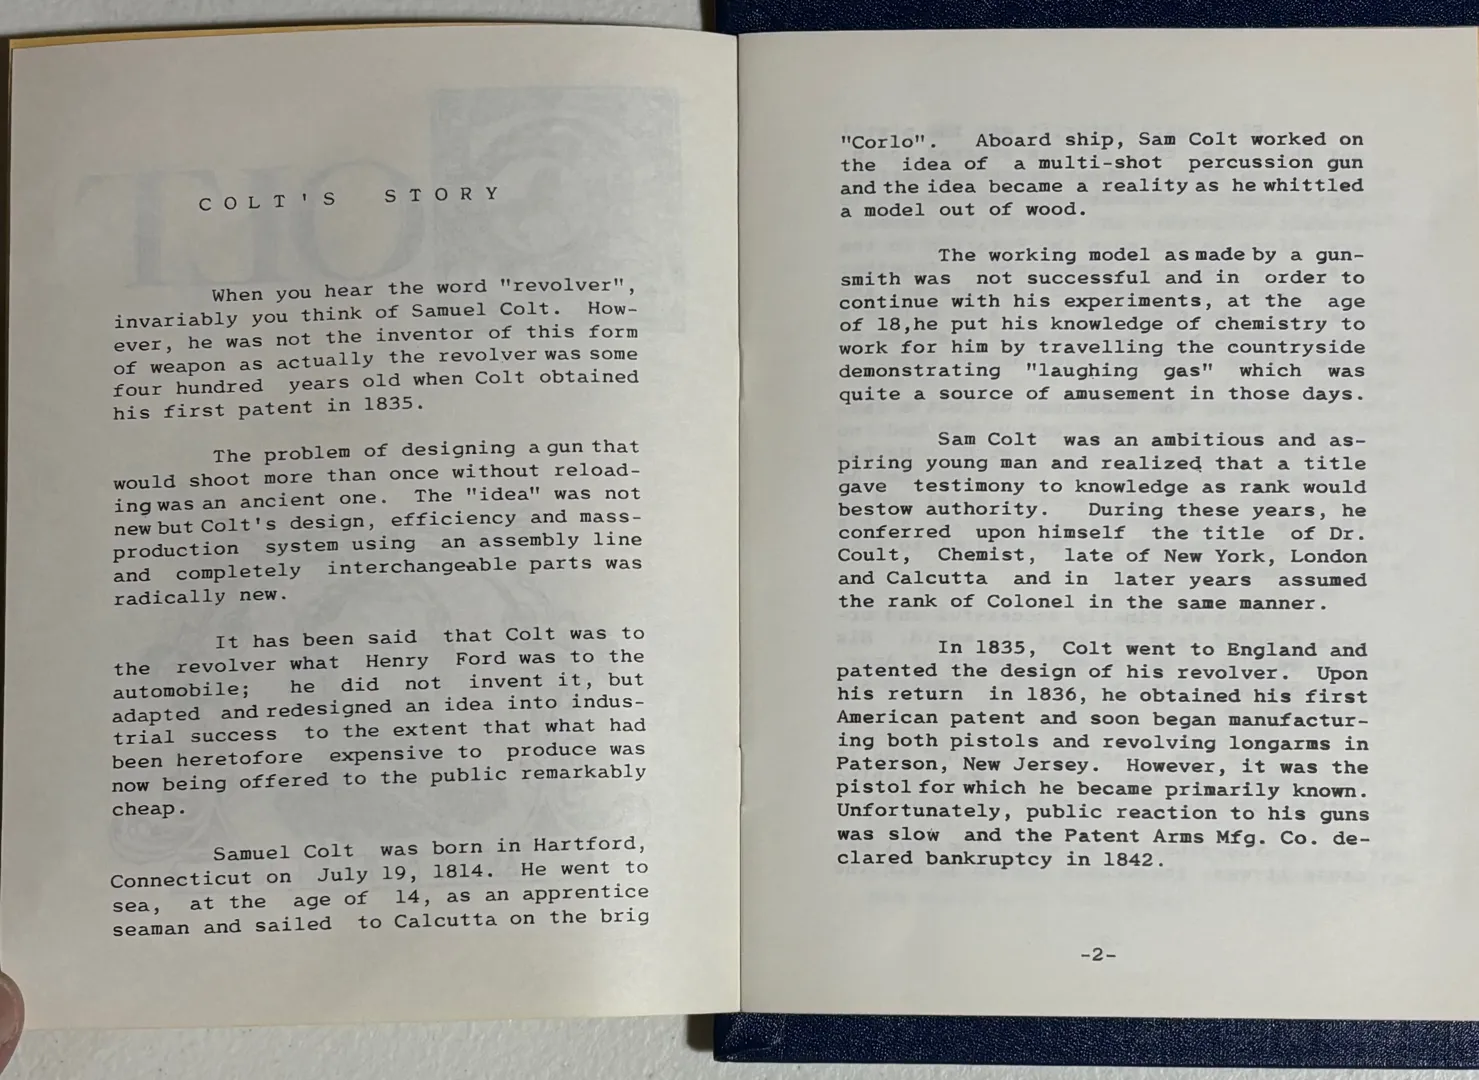 COLT'S STORY
When you hear the word "revolver",
invariably you think of Samuel Colt. How-
ever, he was not the inventor of this form
of weapon as actually the revolver was some
four hundred years old when Colt obtained
his first patent in 1835.
The problem of designing a gun that
would shoot more than once without reload-
ing was an ancient one. The "idea" was not
new but Colt's design, efficiency and mass-
production system using an assembly line
and completely interchangeable parts was
radically new.
It has been said that Colt was to
the revolver what Henry Ford was to the
automobile; he did not invent it, but
adapted and redesigned an idea into indus-
trial success to the extent that what had
been heretofore expensive to produce was
now being offered to the public remarkably
cheap.
Samuel Colt was born in Hartford,
Connecticut on July 19, 1814. He went to
sea, at the age of 14, as an apprentice
seaman and sailed to Calcutta on the brig
"Corlo". Aboard ship, Sam Colt worked on
the idea of a multi-shot percussion gun
and the idea became a reality as he whittled
a model out of wood.
The working model as made by a gun-
smith was not successful and in order to
continue with his experiments, at the age
of 18,he put his knowledge of chemistry to
work for him by travelling the countryside
demonstrating "laughing gas" which was
quite a source of amusement in those days.
Sam Colt was an ambitious and as-
piring young man and realized that a title
gave testimony to knowledge as rank would
bestow authority. During these years, he
conferred upon himself the title of Dr.
Coult, Chemist, late of New York, London
and Calcutta and in later years assumed
the rank of Colonel in the same manner.
In 1835, Colt went to England and
patented the design of his revolver. Upon
his return in 1836, he obtained his first
American patent and soon began manufactur-
ing both pistols and revolving longarms in
Paterson, New Jersey. However, it was the
pistol for which he became primarily known.
Unfortunately, public reaction to his guns
was slow and the Patent Arms Mfg. Co. de-
clared bankruptcy in 1842.
-2-